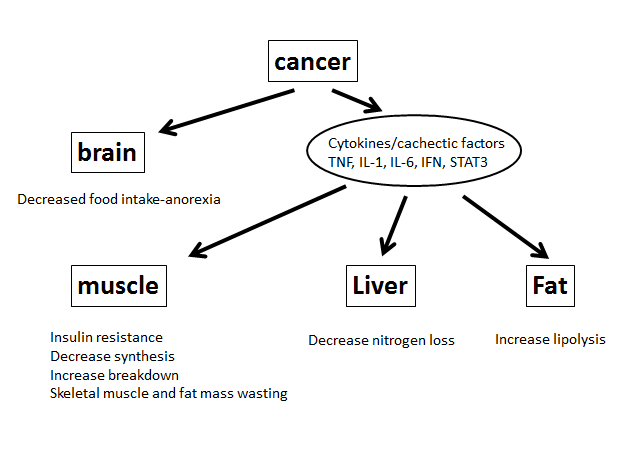 cancer
brain
Cytokines/cachectic factors
TNF, IL-1, IL-6, IFN, STAT3
Decreased food intake-anorexia
muscle
Liver
Fat
Insulin resistance
Decrease synthesis
Increase breakdown
Skeletal muscle and fat mass wasting
Decrease nitrogen loss
Increase lipolysis